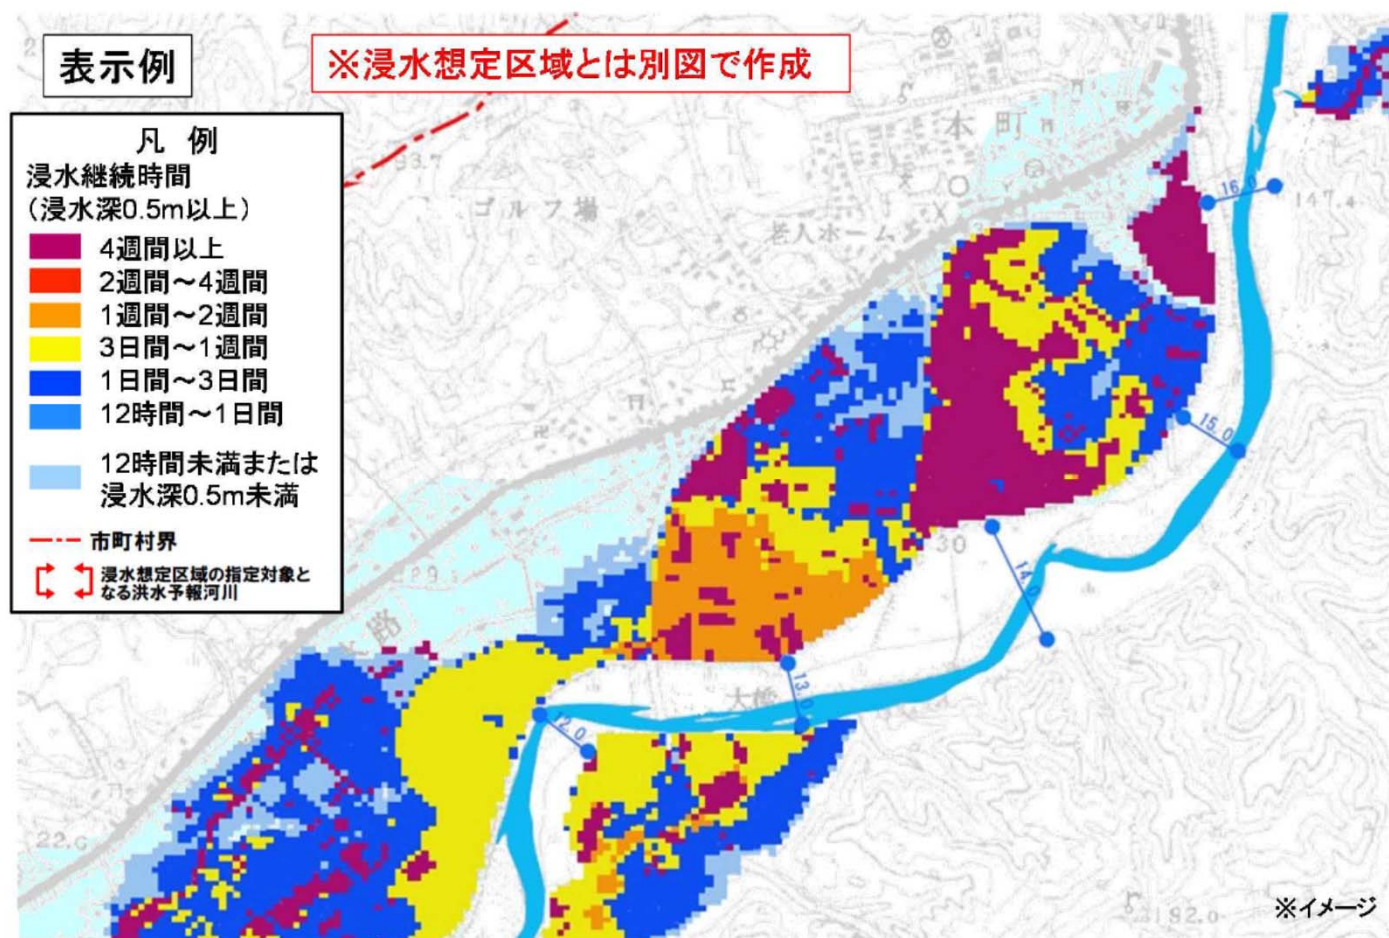 表示例
※浸水想定区域とは別図で作成
凡 例
浸水継続時間
(浸水深0.5m以上)
4週間以上
2週間～4週間
1週間～2週間
3日間～1週間
1日間～3日間
12時間～1日間
12時間未満または
浸水深0.5m未満
市町村界
浸水想定区域の指定対象と
なる洪水予報河川
93.7
本町
ゴルフ場
老人ホーム
16.0
147.4
15.0
30
14.0
路
大橋
13.0
12.0
22.6
182.0
※イメージ